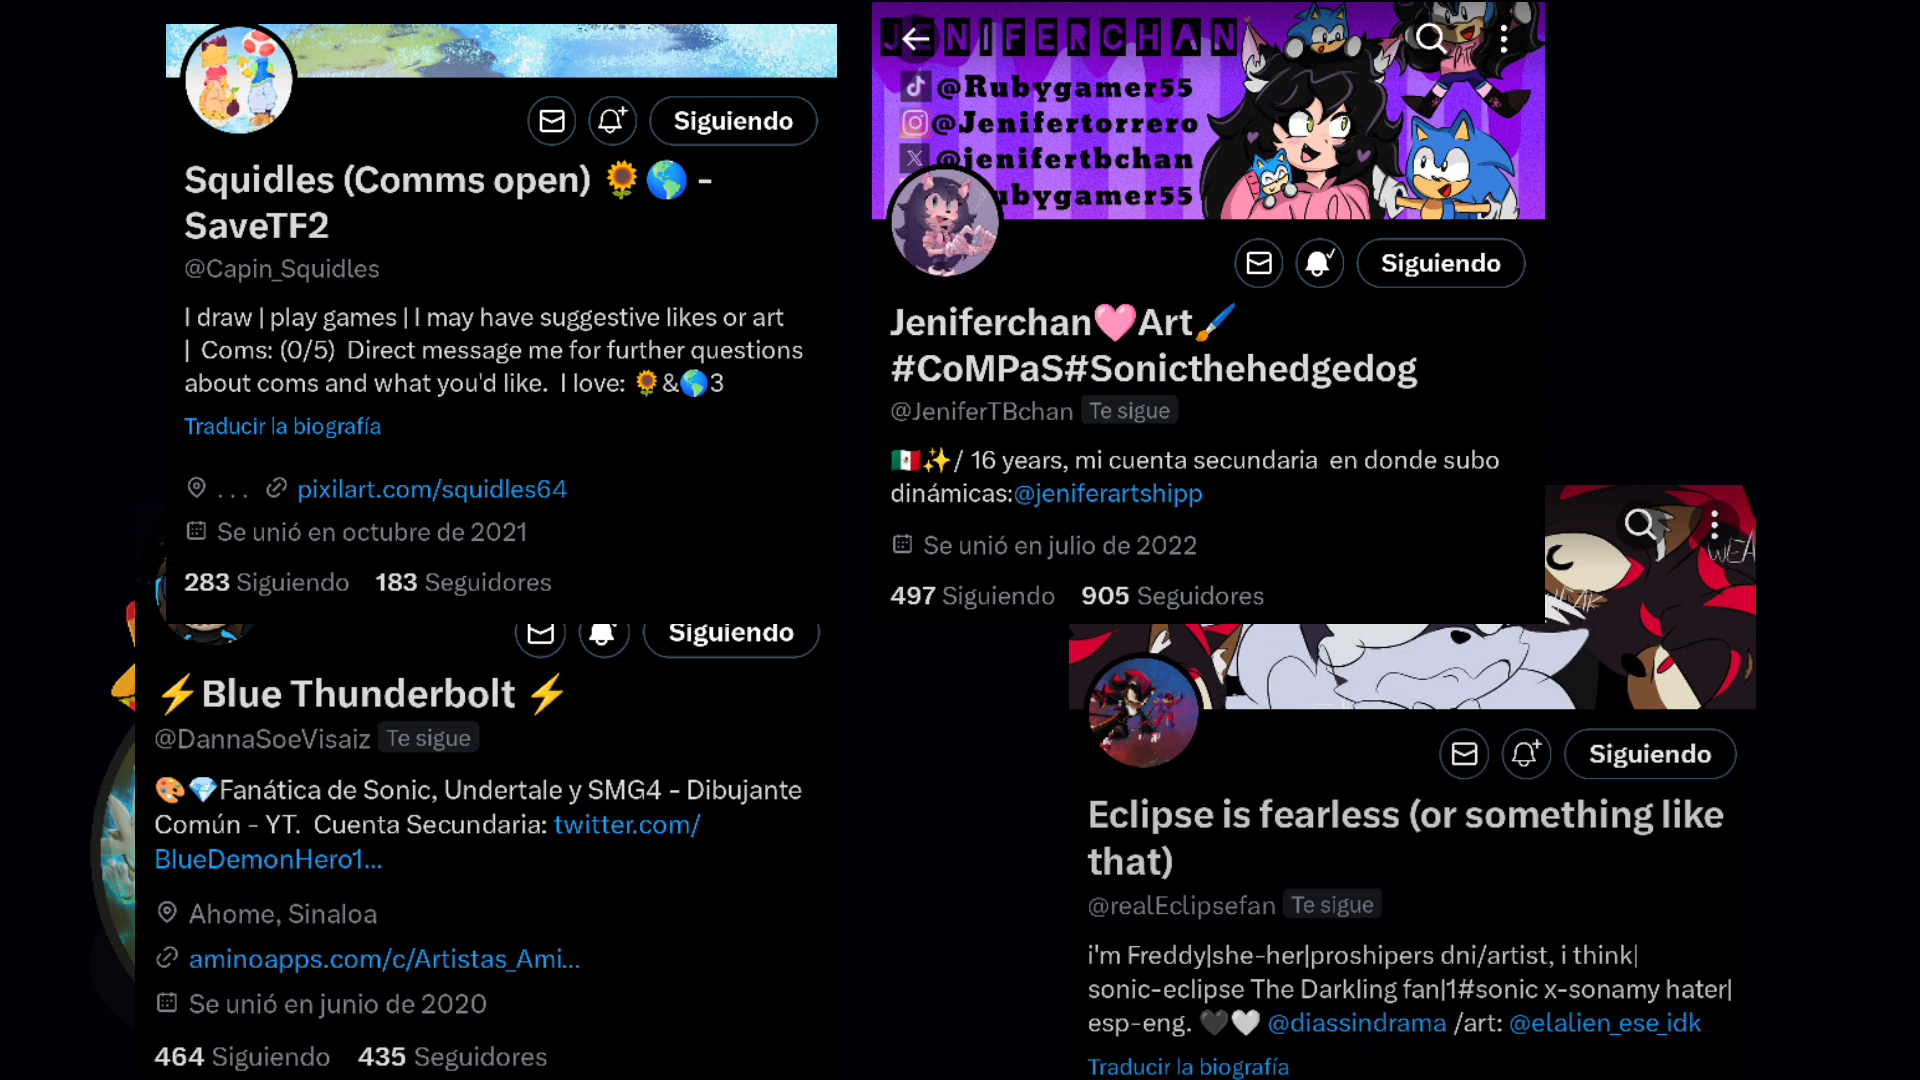 Siguiendo
Squidles (Comms open) 🌻🌎 -
SaveTF2
@Capin_Squidles
I draw | play games | I may have suggestive likes or art
| Coms: (0/5) Direct message me for further questions
about coms and what you'd like. I love: 🌻&🌎3
Traducir la biografía
. . . pixilart.com/squidles64
Se unió en octubre de 2021
283 Siguiendo 183 Seguidores
JENIFERCHAN
@Rubygamer55
@Jenifertorrero
@jenifertbchan
ubygamer55
Siguiendo
Jeniferchan🩷Art🖌️
#CoMPaS#Sonicthehedgedog
@JeniferTBchan Te sigue
🇲🇽✨/ 16 years, mi cuenta secundaria en donde subo
dinámicas:@jeniferartshipp
Se unió en julio de 2022
497 Siguiendo 905 Seguidores
Siguiendo
⚡Blue Thunderbolt ⚡
@DannaSoeVisaiz Te sigue
🎨💎Fanática de Sonic, Undertale y SMG4 - Dibujante
Común - YT. Cuenta Secundaria: twitter.com/
BlueDemonHero1...
Ahome, Sinaloa
aminoapps.com/c/Artistas_Ami...
Se unió en junio de 2020
464 Siguiendo 435 Seguidores
WEA
Siguiendo
Eclipse is fearless (or something like
that)
@realEclipsefan Te sigue
i'm Freddy|she-her|proshipers dni/artist, i think|
sonic-eclipse The Darkling fan|1#sonic x-sonamy hater|
esp-eng. 🖤🤍 @diassindrama /art: @elalien_ese_idk
Traducir la biografía